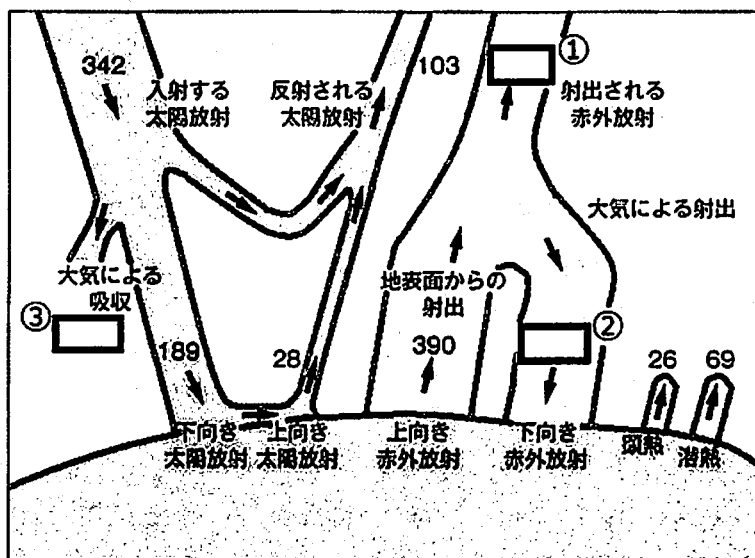 ①
342
103
入射する
太陽放射
反射される
太陽放射
射出される
赤外放射
大気による射出
大気による
吸収
地表面からの
射出
③
②
189
28
390
26
69
下向き
太陽放射
上向き
太陽放射
上向き
赤外放射
下向き
赤外放射
顕熱
潜熱